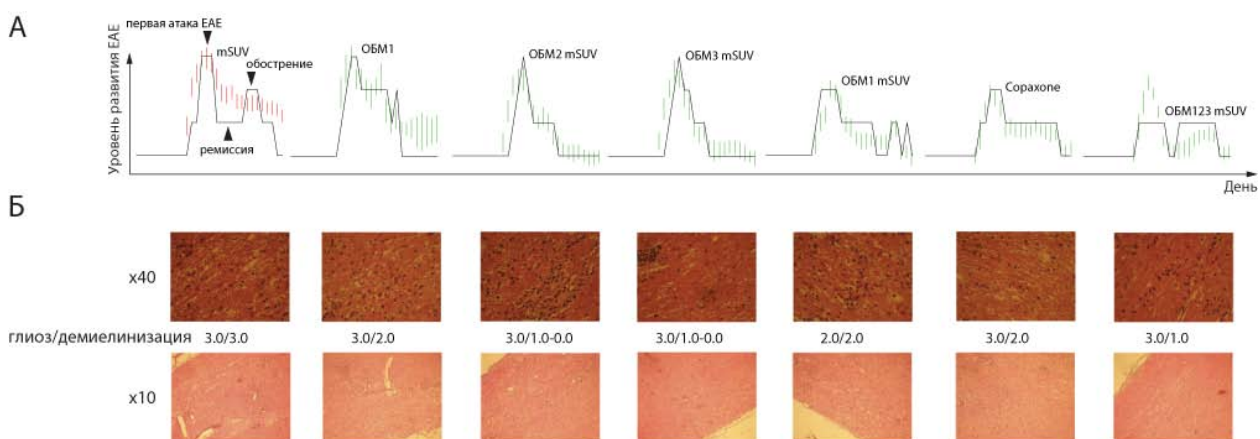 А
Уровень развития EAE
первая атака EAE
mSUV
обострение
ремиссия
ОБМ1
ОБМ2 mSUV
ОБМ3 mSUV
ОБМ1 mSUV
Copaxone
ОБМ123 mSUV
День
Б
x40
глиоз/демиелинизация 3.0/3.0 3.0/2.0 3.0/1.0-0.0 3.0/1.0-0.0 2.0/2.0 3.0/2.0 3.0/1.0
x10